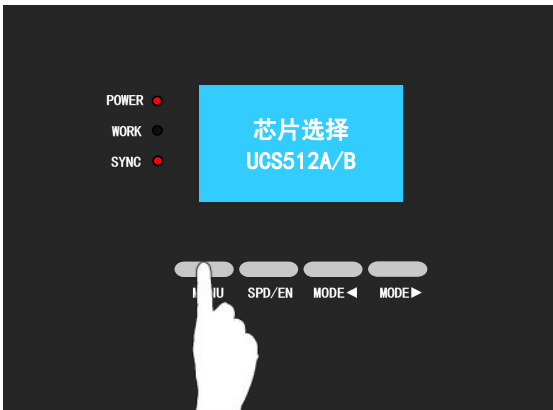 POWER
WORK
SYNC
芯片选择
UCS512A/B
SPD/EN
MODE◀
MODE▶